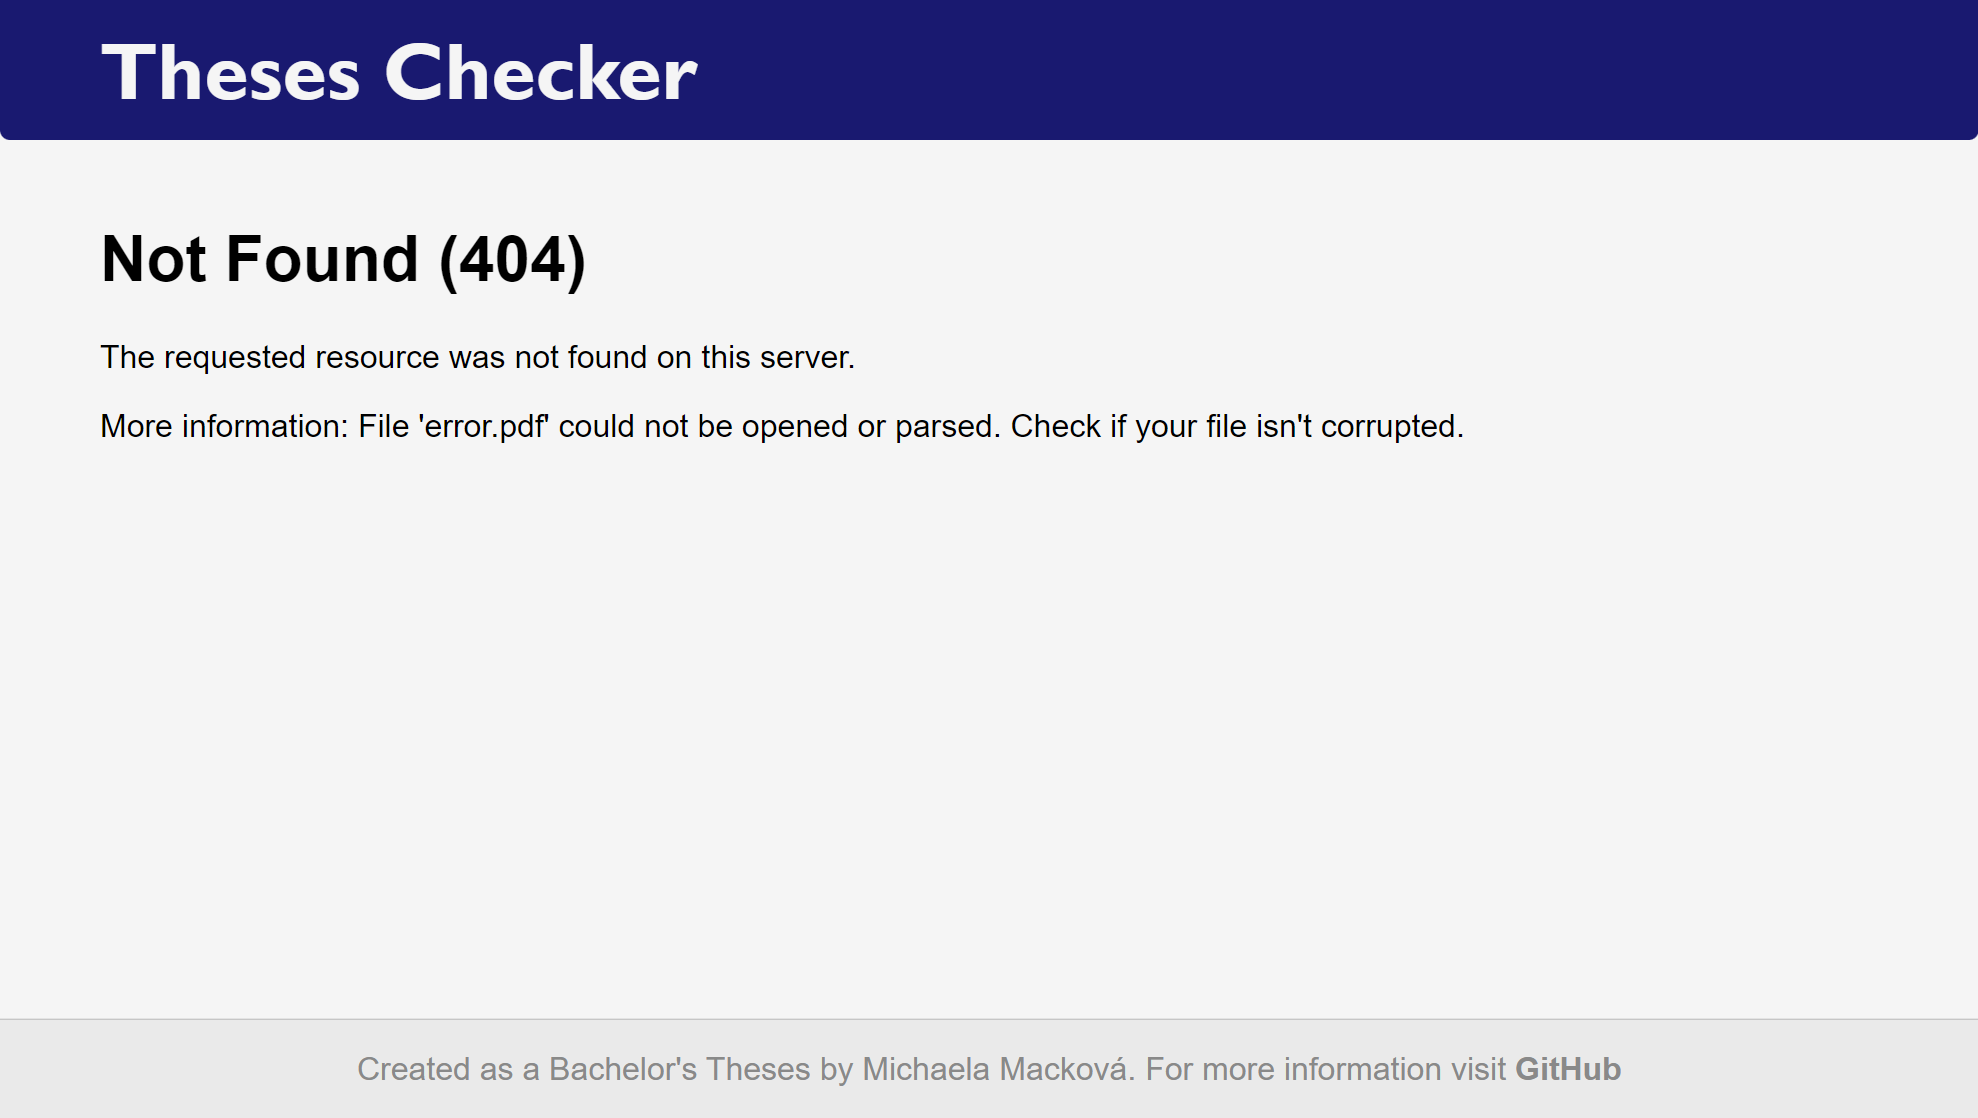 Theses Checker
Not Found (404)
The requested resource was not found on this server.
More information: File 'error.pdf' could not be opened or parsed. Check if your file isn't corrupted.
Created as a Bachelor's Theses by Michaela Macková. For more information visit GitHub